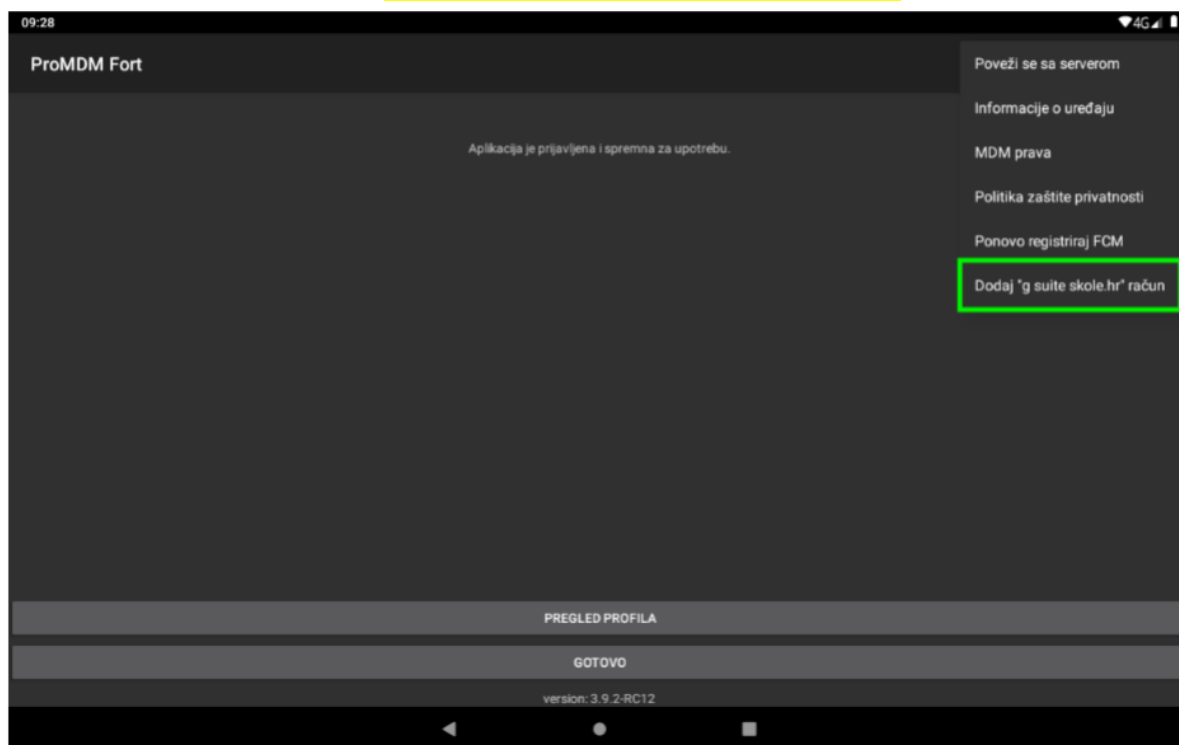 09:28
4G
ProMDM Fort
Poveži se sa serverom
Informacije o uređaju
Aplikacija je prijavljena i spremna za upotrebu.
MDM prava
Politika zaštite privatnosti
Ponovo registriraj FCM
Dodaj "g suite skole.hr" račun
PREGLED PROFILA
GOTOVO
version: 3.9.2-RC12